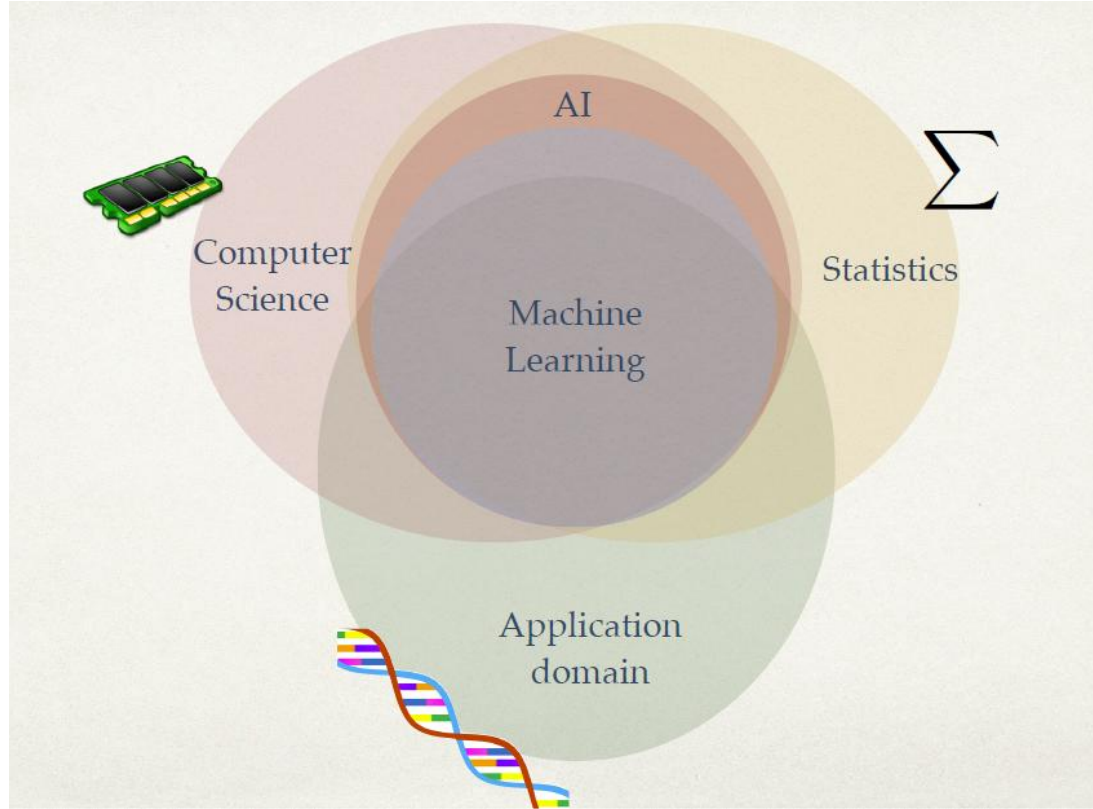 AI
Computer
Science
Σ
Statistics
Machine
Learning
Application
domain